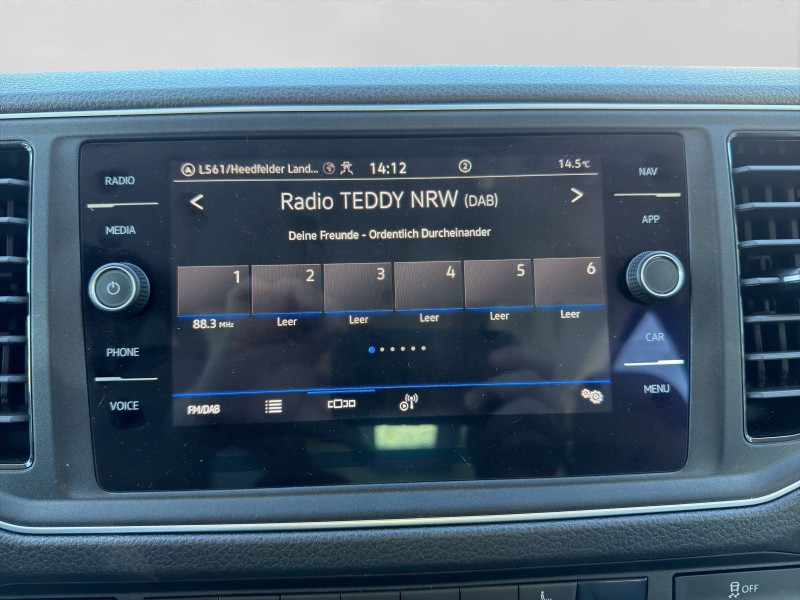 L561/Heedfelder Land... 14:12 2 14.5°C
RADIO
NAV
Radio TEDDY NRW (DAB)
MEDIA
APP
Deine Freunde - Ordentlich Durcheinander
1 2 3 4 5 6
88.3 MHz Leer Leer Leer Leer Leer
PHONE
CAR
VOICE
MENU
FM/DAB
OFF